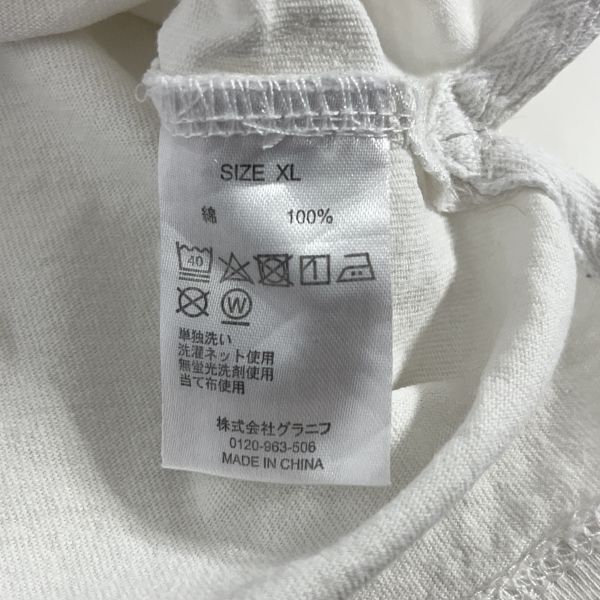 SIZE XL
綿 100%
40
W
単独洗い
洗濯ネット使用
無蛍光洗剤使用
当て布使用
株式会社グラニフ
0120-963-506
MADE IN CHINA